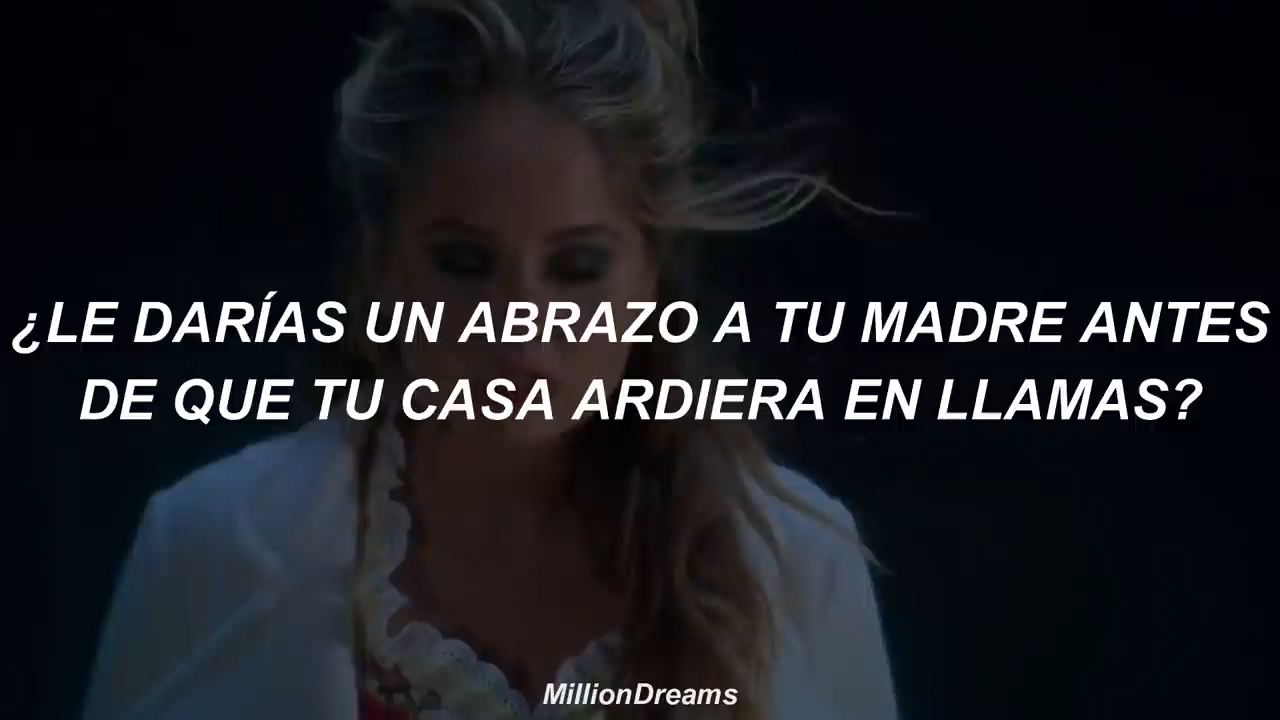 ¿LE DARÍAS UN ABRAZO A TU MADRE ANTES
DE QUE TU CASA ARDIERA EN LLAMAS?
MillionDreams